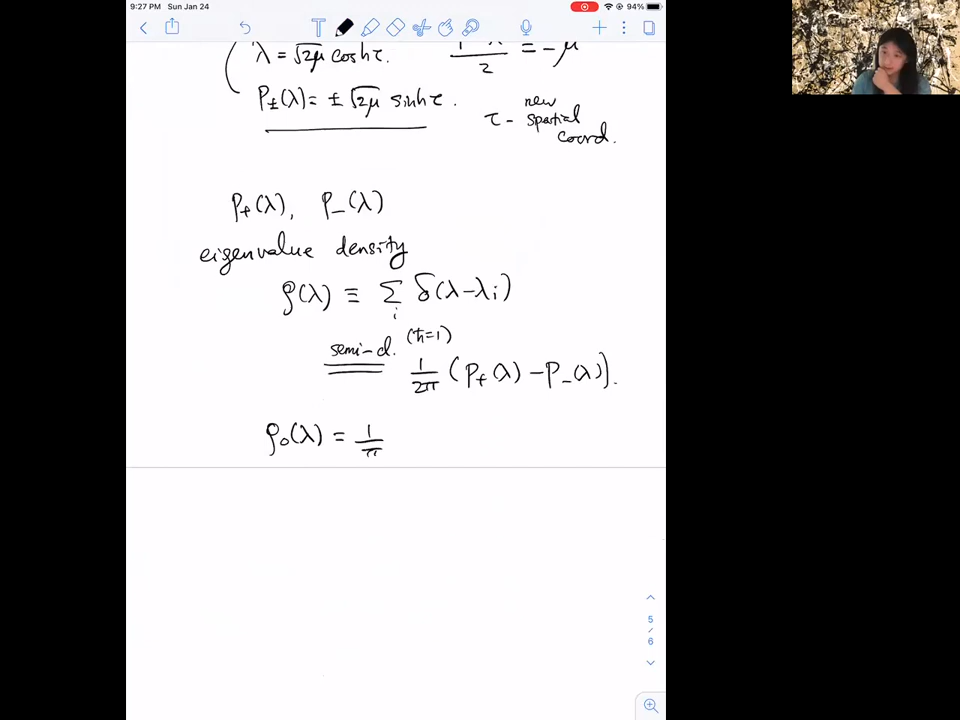 9:27 PM Sun Jan 24
94%
λ = √2μ cosh τ.
/2 = -μ
P±(λ) = ± √2μ sinh τ.
τ - new spatial coord.
P₊(λ), P₋(λ)
eigenvalue density
ρ(λ) ≡ Σᵢ δ(λ-λᵢ)
semi-cl. (ħ=1)
1/2π (P₊(λ) - P₋(λ)).
ρ₀(λ) = 1/π
5 / 6